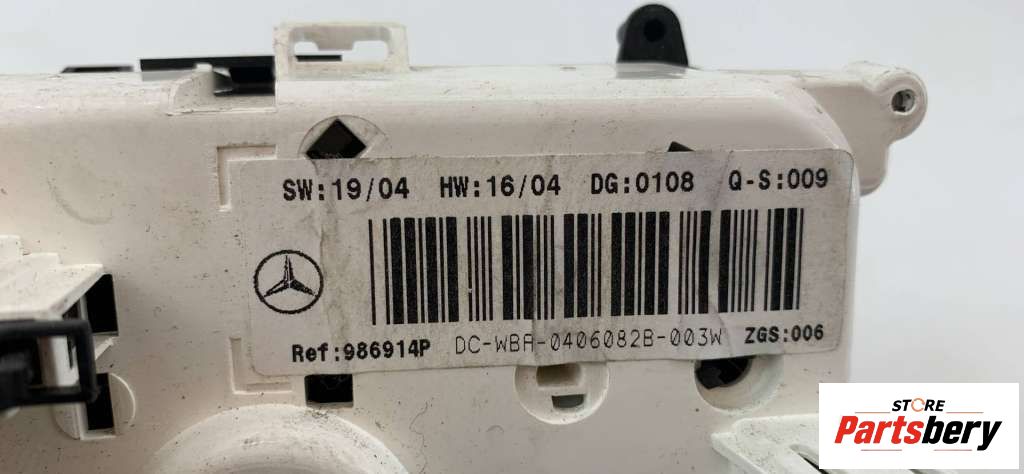 SW:19/04 HW:16/04 DG:0108 Q-S:009
Ref:986914P DC-WBA-0406082B-003W ZGS:006
STORE
Partsbery